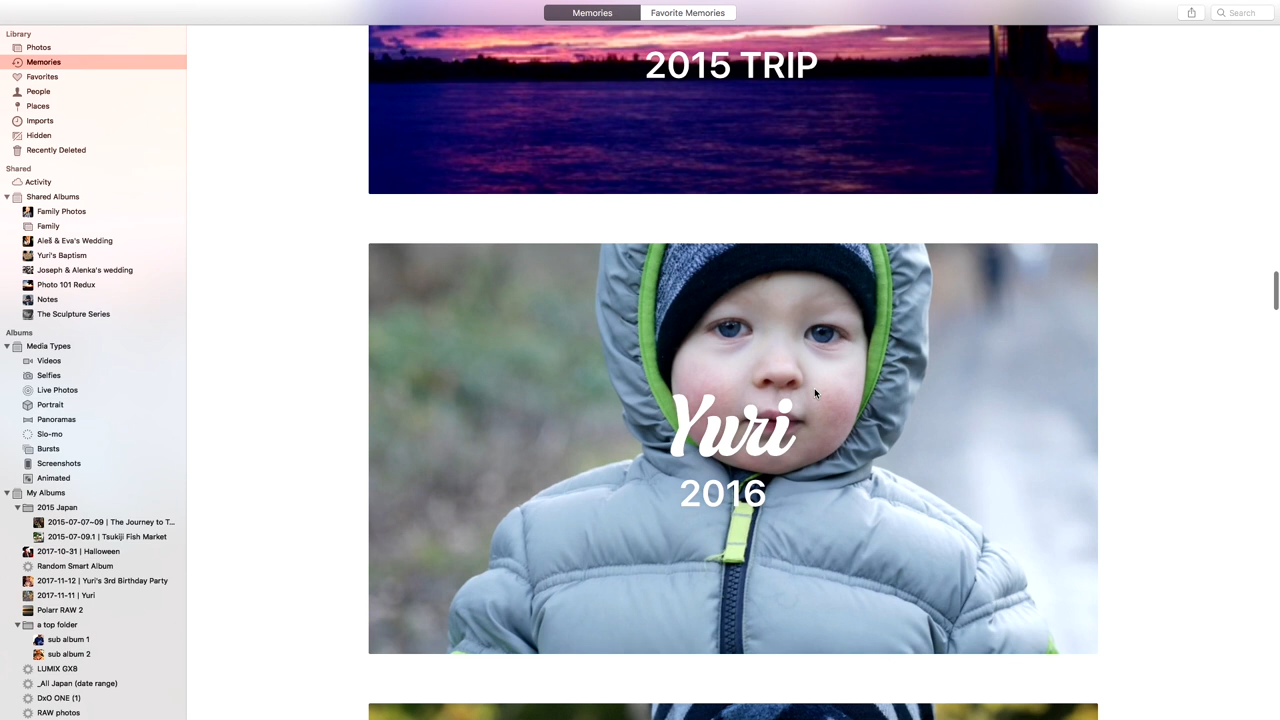 Memories
Favorite Memories
Search
Library
Photos
Memories
Favorites
People
Places
Imports
Hidden
Recently Deleted
Shared
Activity
Shared Albums
Family Photos
Family
Aleš & Eva's Wedding
Yuri's Baptism
Joseph & Alenka's wedding
Photo 101 Redux
Notes
The Sculpture Series
Albums
Media Types
Videos
Selfies
Live Photos
Portrait
Panoramas
Slo-mo
Bursts
Screenshots
Animated
My Albums
2015 Japan
2015-07-07~09 | The Journey to T...
2015-07-09.1 | Tsukiji Fish Market
2017-10-31 | Halloween
Random Smart Album
2017-11-12 | Yuri's 3rd Birthday Party
2017-11-11 | Yuri
Polarr RAW 2
a top folder
sub album 1
sub album 2
LUMIX GX8
_All Japan (date range)
DxO ONE (1)
RAW photos
2015 TRIP
Yuri
2016